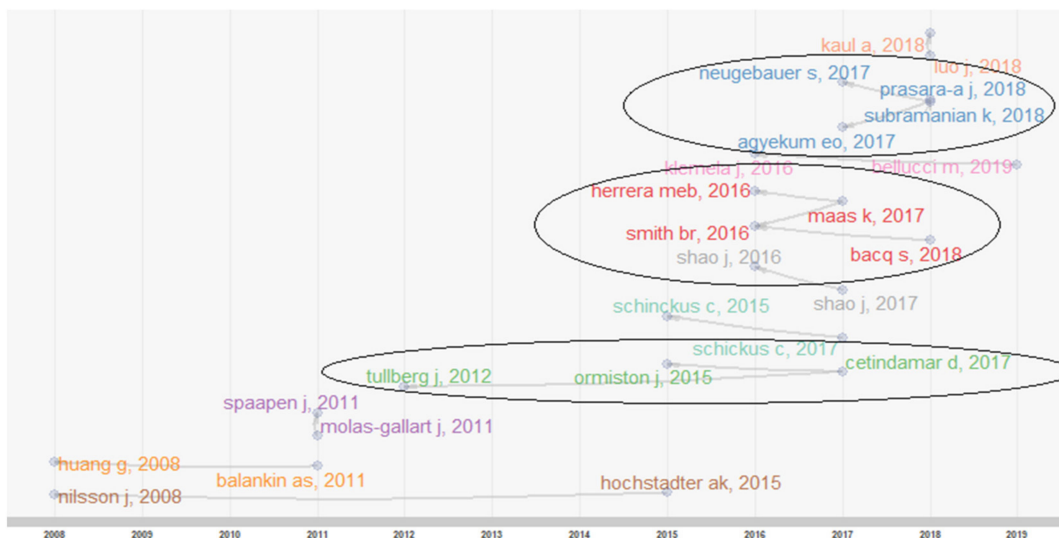 kaul a, 2018
luo j, 2018
neugebauer s, 2017
prasara-a j, 2018
subramanian k, 2018
agyekum eo, 2017
klemela j, 2016
bellucci m, 2019
herrera meb, 2016
maas k, 2017
smith br, 2016
bacq s, 2018
shao j, 2016
shao j, 2017
schinckus c, 2015
schickus c, 2017
cetindamar d, 2017
tullberg j, 2012
ormiston j, 2015
spaapen j, 2011
molas-gallart j, 2011
huang g, 2008
balankin as, 2011
hochstadter ak, 2015
nilsson j, 2008
2008 2009 2010 2011 2012 2013 2014 2015 2016 2017 2018 2019